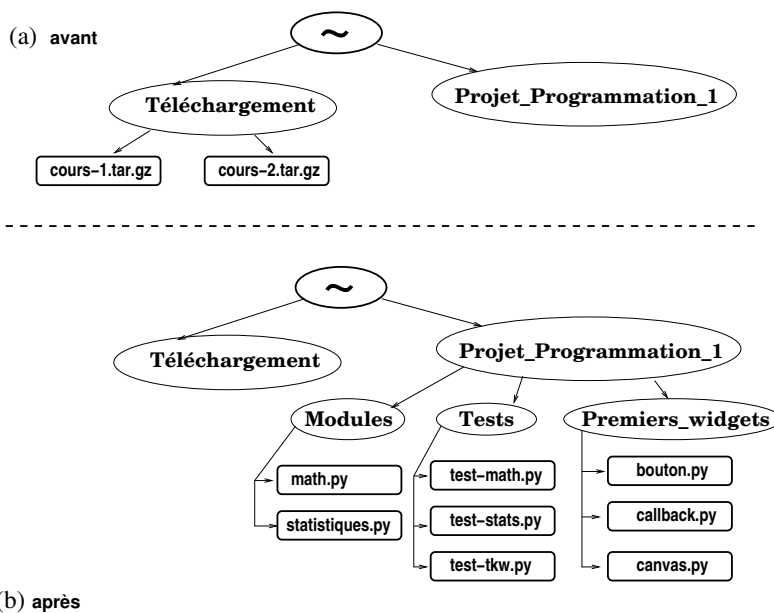 (a) avant
~
Téléchargement
Projet_Programmation_1
cours-1.tar.gz
cours-2.tar.gz
~
Téléchargement
Projet_Programmation_1
Modules
Tests
Premiers_widgets
math.py
test-math.py
bouton.py
statistiques.py
test-stats.py
callback.py
test-tkw.py
canvas.py
(b) après